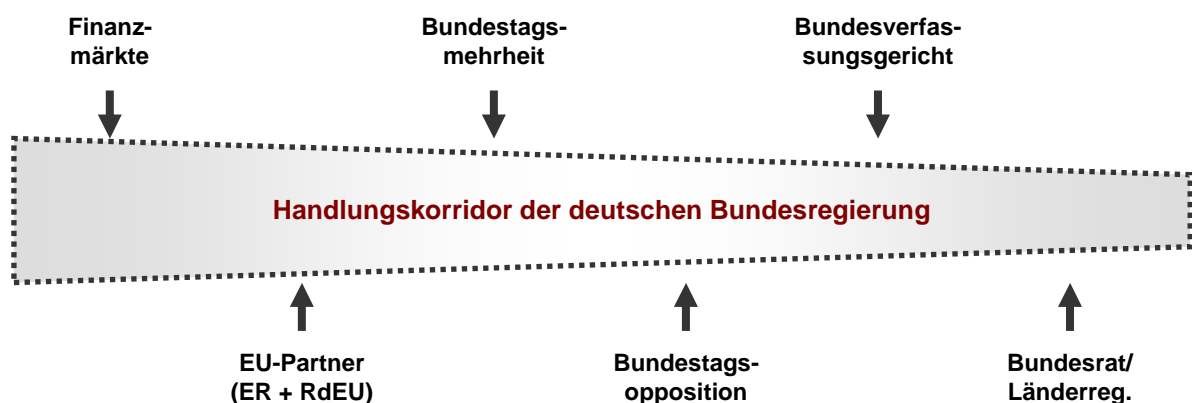 Finanz-
märkte
Bundestags-
mehrheit
Bundesverfas-
sungsgericht
Handlungskorridor der deutschen Bundesregierung
EU-Partner
(ER + RdEU)
Bundestags-
opposition
Bundesrat/
Länderreg.